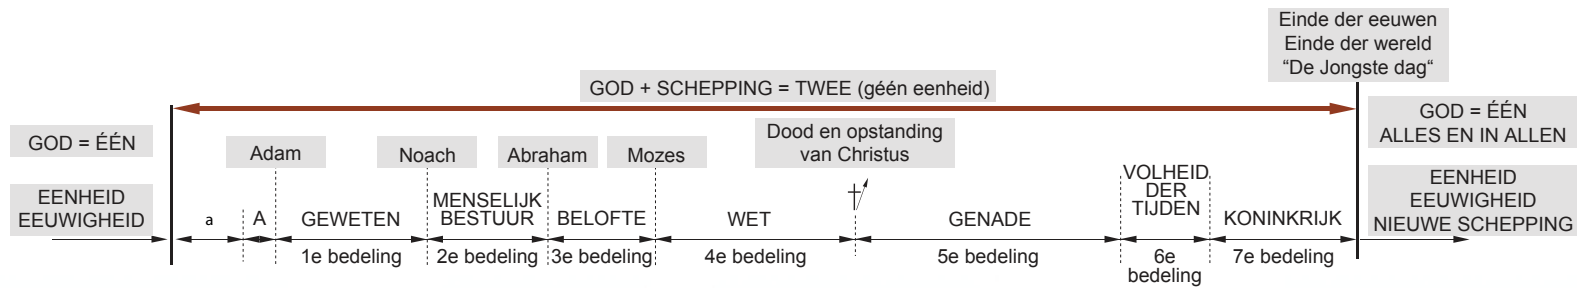 Einde der eeuwen
Einde der wereld
“De Jongste dag“
GOD + SCHEPPING = TWEE (géén eenheid)
GOD = ÉÉN
GOD = ÉÉN
ALLES EN IN ALLEN
Adam
Noach
Abraham
Mozes
Dood en opstanding
van Christus
EENHEID
EEUWIGHEID
a
A
GEWETEN
MENSELIJK
BESTUUR
BELOFTE
WET
GENADE
VOLHEID
DER
TIJDEN
KONINKRIJK
EENHEID
EEUWIGHEID
NIEUWE SCHEPPING
1e bedeling
2e bedeling
3e bedeling
4e bedeling
5e bedeling
6e
bedeling
7e bedeling